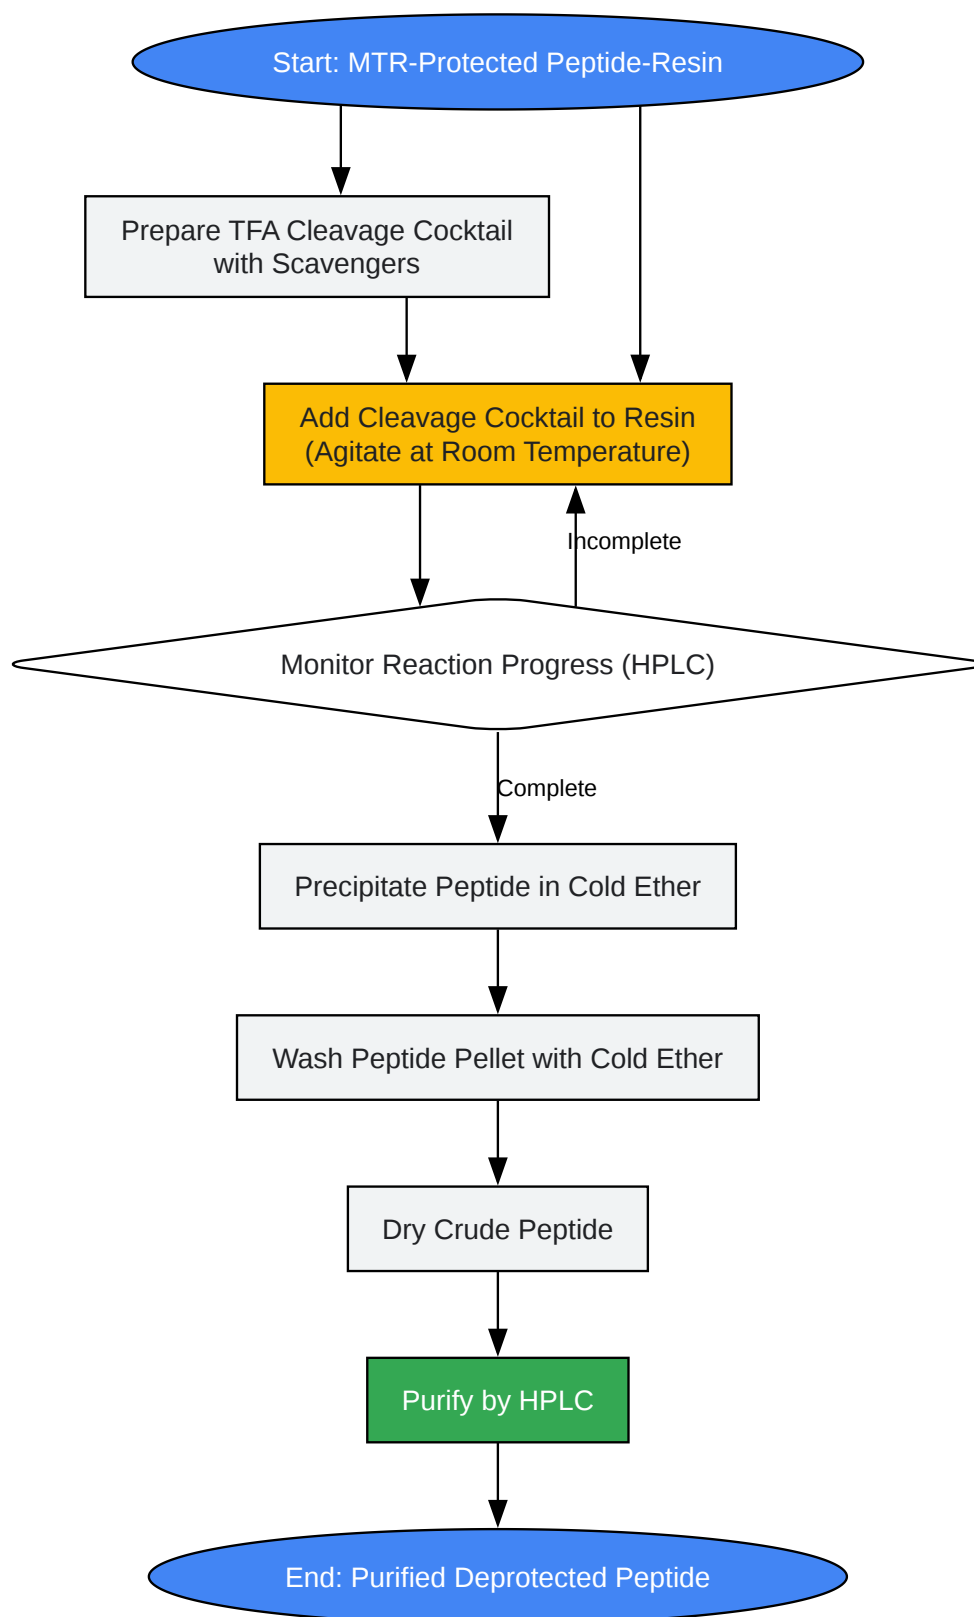 Start: MTR-Protected Peptide-Resin
Prepare TFA Cleavage Cocktail
with Scavengers
Add Cleavage Cocktail to Resin
(Agitate at Room Temperature)
Incomplete
Monitor Reaction Progress (HPLC)
Complete
Precipitate Peptide in Cold Ether
Wash Peptide Pellet with Cold Ether
Dry Crude Peptide
Purify by HPLC
End: Purified Deprotected Peptide